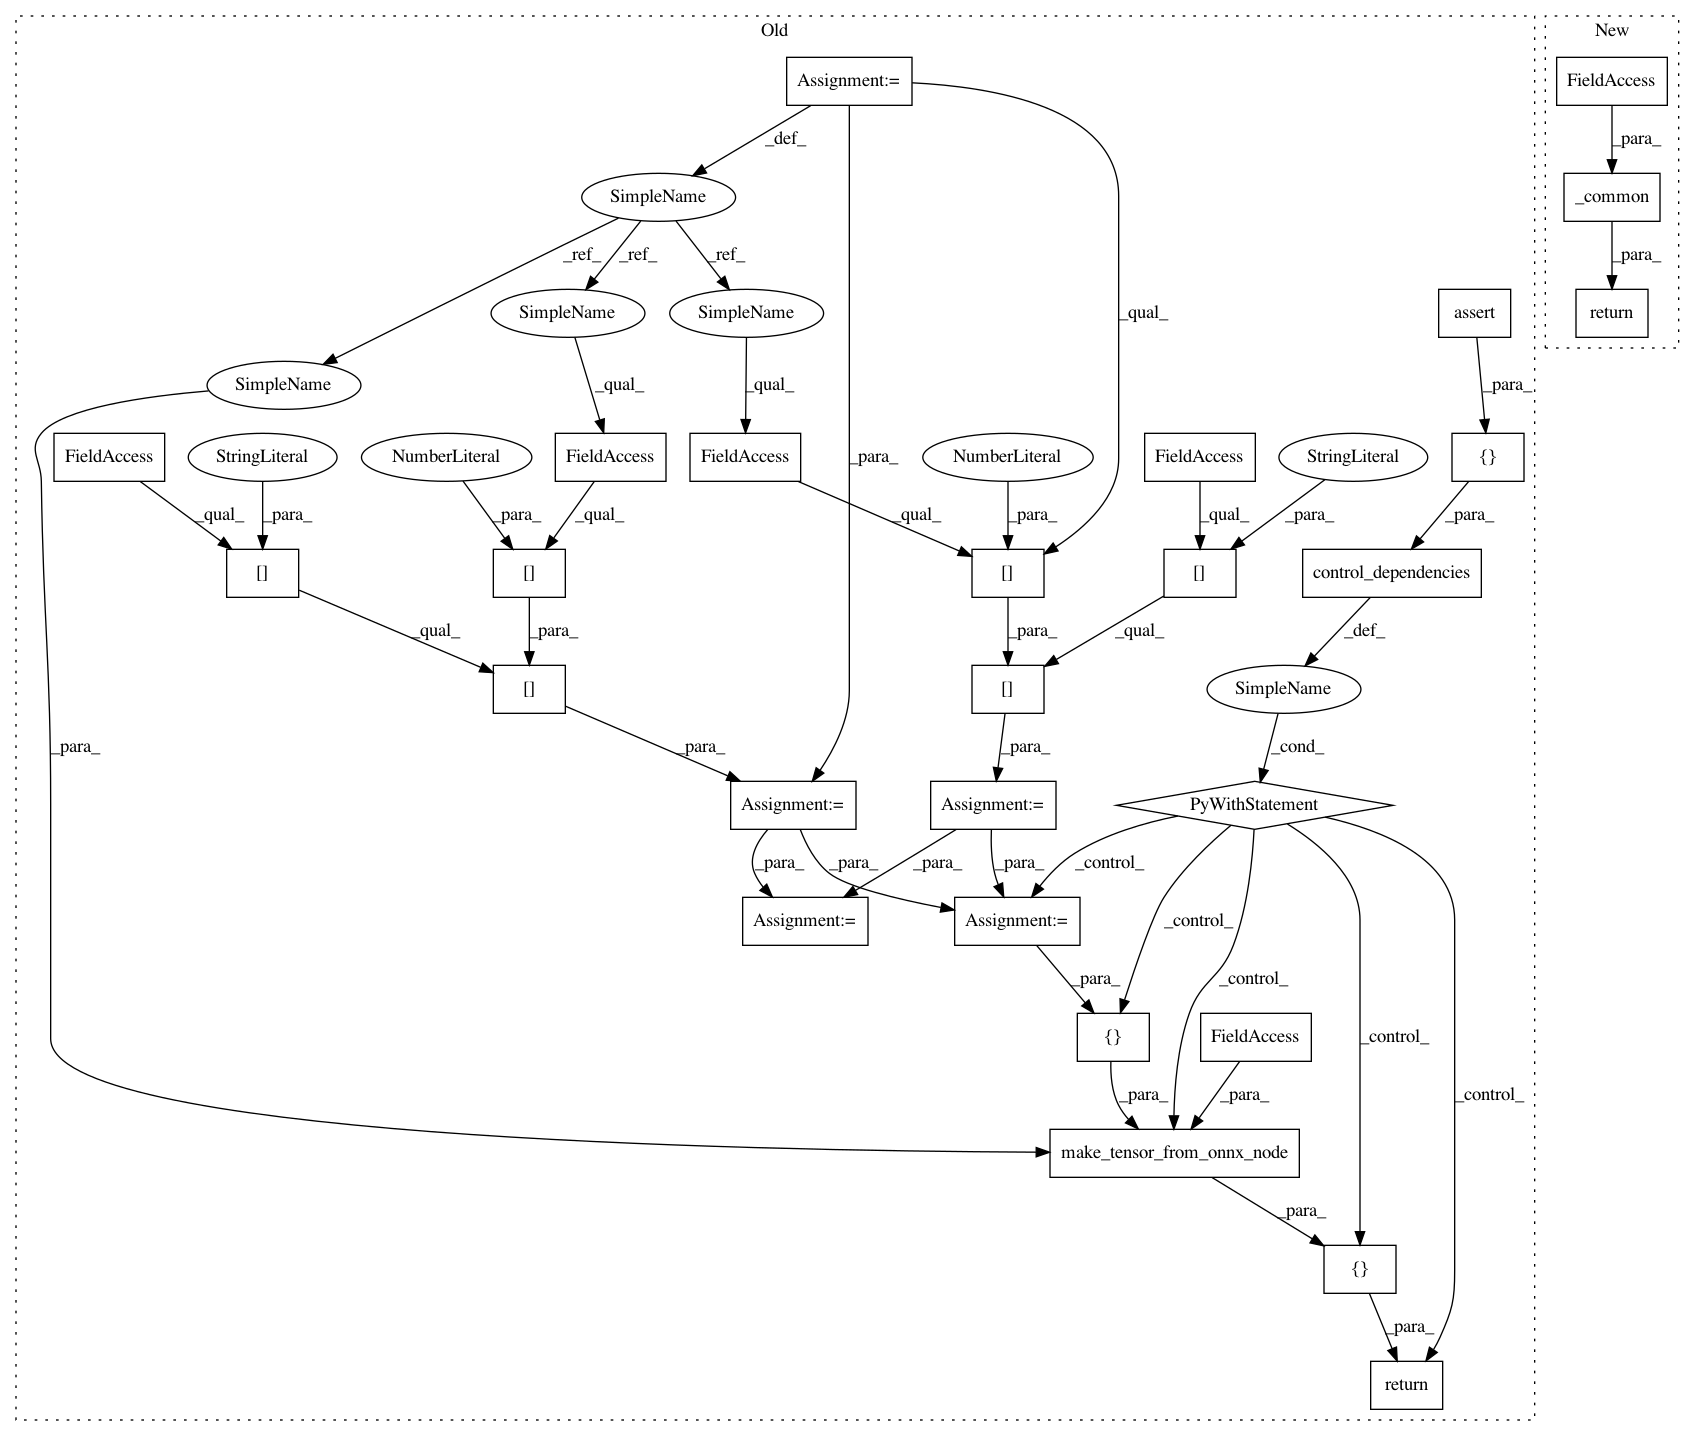 Old
New
Assignment:=
FieldAccess
_def_
_para_
SimpleName
_common
_ref_
_ref_
_ref_
_para_
SimpleName
SimpleName
_qual_
assert
return
SimpleName
_qual_
_qual_
_para_
FieldAccess
StringLiteral
NumberLiteral
FieldAccess
FieldAccess
_para_
NumberLiteral
FieldAccess
StringLiteral
{}
_qual_
_para_
_para_
_qual_
_qual_
_para_
_qual_
_para_
_para_
[]
[]
[]
[]
control_dependencies
_qual_
_para_
_para_
_qual_
_def_
[]
[]
SimpleName
_para_
_para_
_para_
_cond_
Assignment:=
Assignment:=
PyWithStatement
_para_
_para_
_para_
_para_
_control_
Assignment:=
Assignment:=
_control_
_para_
_control_
{}
FieldAccess
_control_
_para_
_para_
_control_
make_tensor_from_onnx_node
_para_
{}
_para_
return